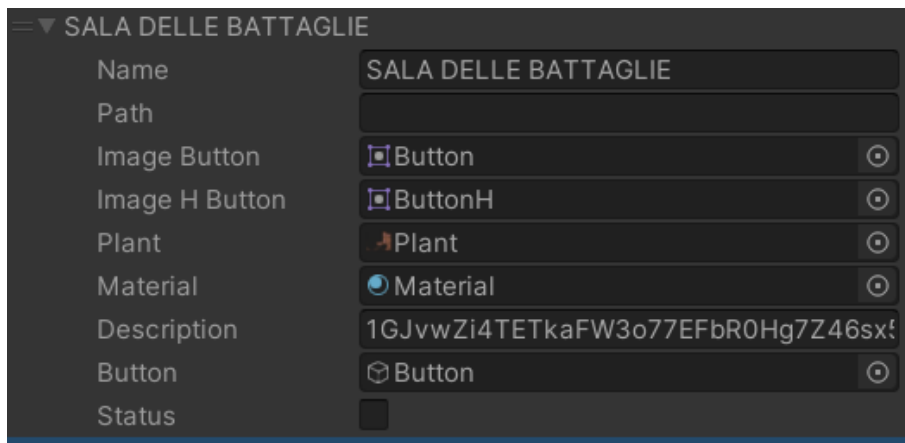 SALA DELLE BATTAGLIE
Name SALA DELLE BATTAGLIE
Path
Image Button Button
Image H Button ButtonH
Plant Plant
Material Material
Description 1GJvwZi4TETkaFW3o77EFbR0Hg7Z46sx5
Button Button
Status